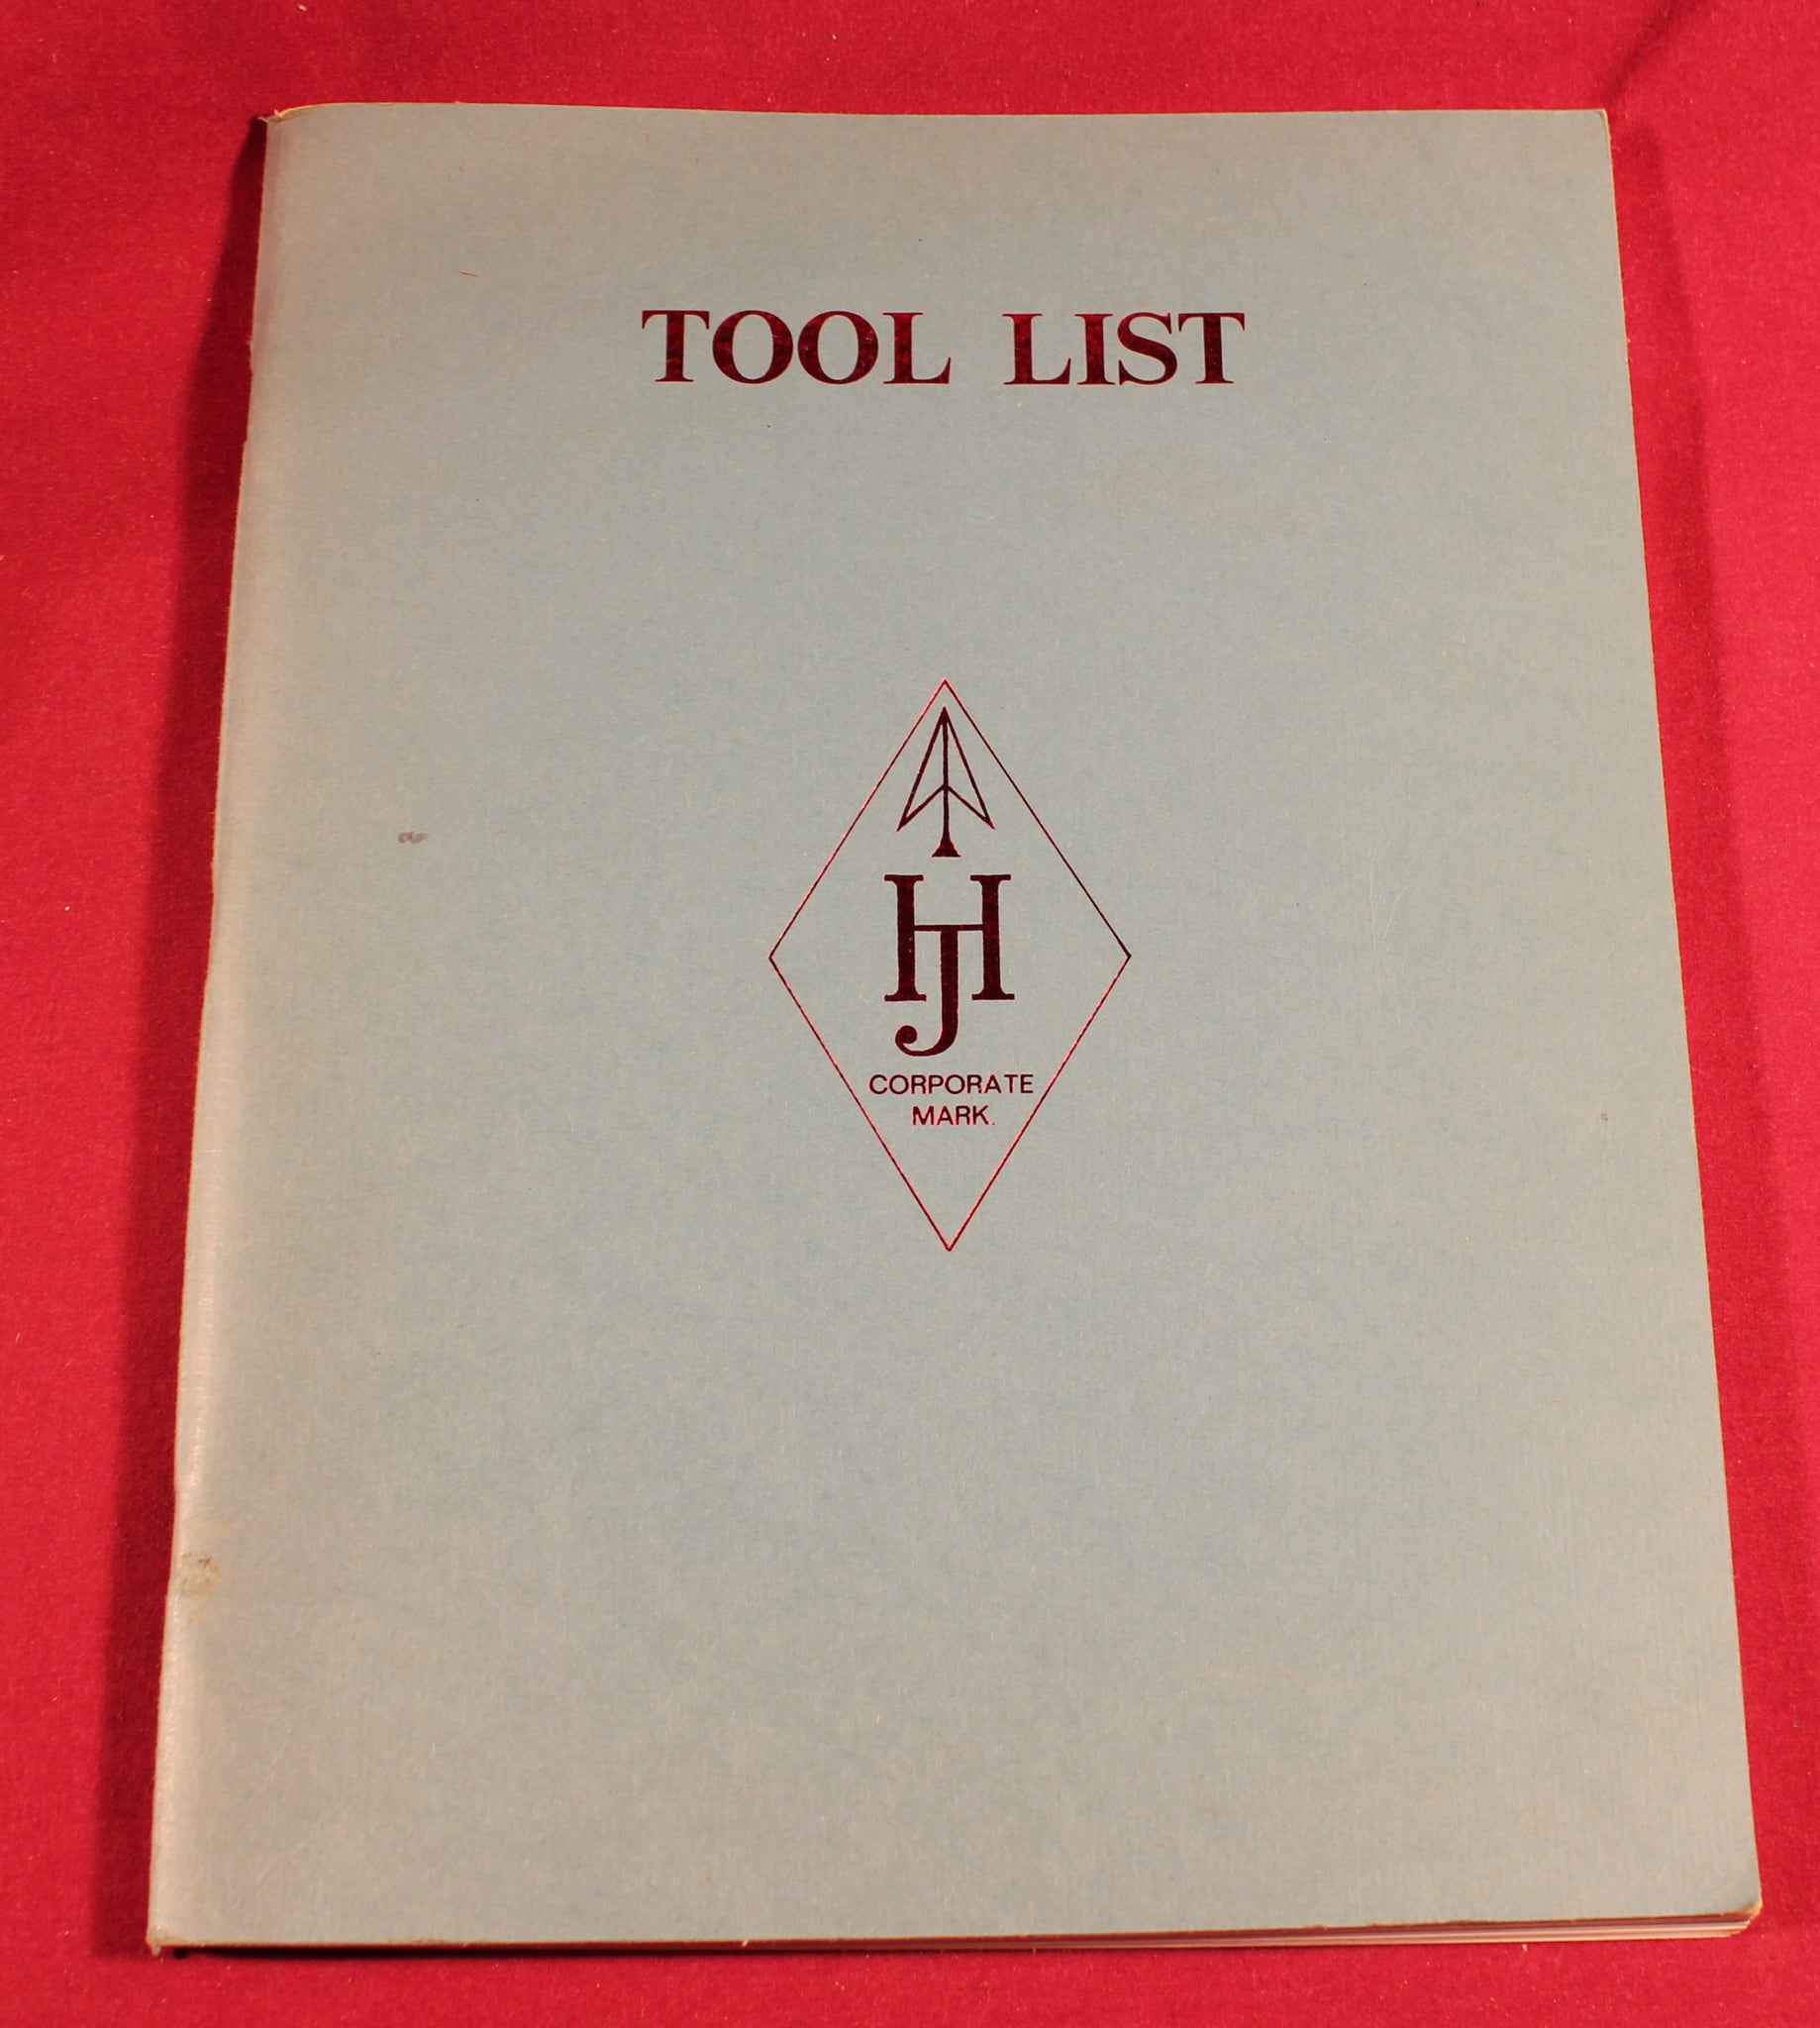 TOOL LIST
HJ
CORPORATE
MARK.